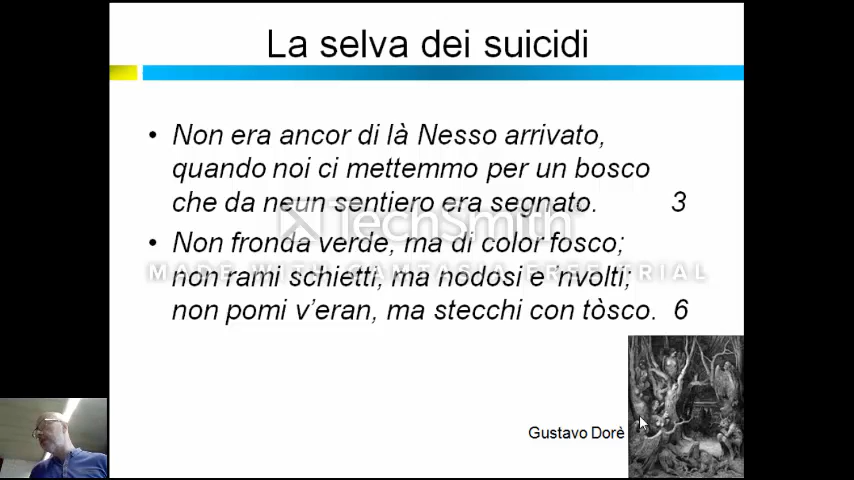 La selva dei suicidi
• Non era ancor di là Nesso arrivato,
quando noi ci mettemmo per un bosco
che da neun sentiero era segnato. 3
TechSmith
• Non fronda verde, ma di color fosco;
MADE WITH CAMTASIA FREE TRIAL
non rami schietti, ma nodosi e 'nvolti;
non pomi v'eran, ma stecchi con tòsco. 6
Gustavo Dorè